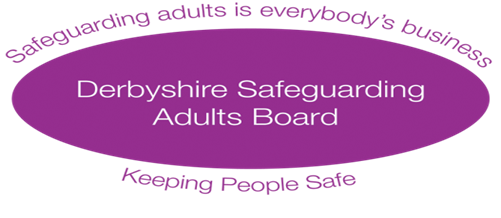 Safeguarding adults is everybody's business
Derbyshire Safeguarding
Adults Board
Keeping People Safe